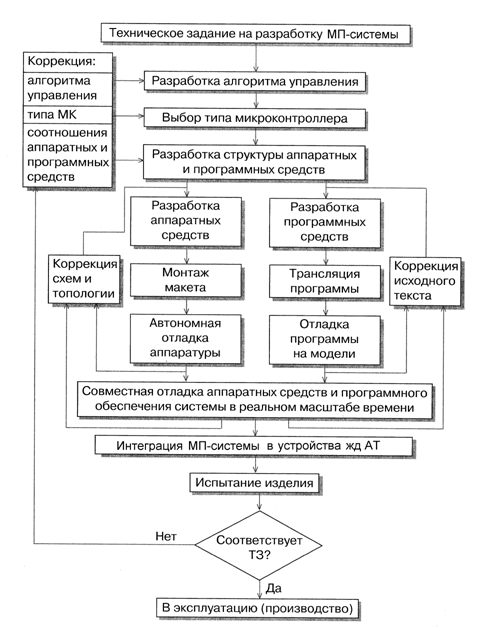 Техническое задание на разработку МП-системы
Коррекция:
алгоритма
управления
типа МК
соотношения
аппаратных и
программных
средств
Разработка алгоритма управления
Выбор типа микроконтроллера
Разработка структуры аппаратных
и программных средств
Разработка
аппаратных
средств
Разработка
программных
средств
Коррекция
схем и
топологии
Монтаж
макета
Трансляция
программы
Коррекция
исходного
текста
Автономная
отладка
аппаратуры
Отладка
программы
на модели
Совместная отладка аппаратных средств и программного
обеспечения системы в реальном масштабе времени
Интеграция МП-системы в устройства жд АТ
Испытание изделия
Нет
Соответствует
ТЗ?
Да
В эксплуатацию (производство)